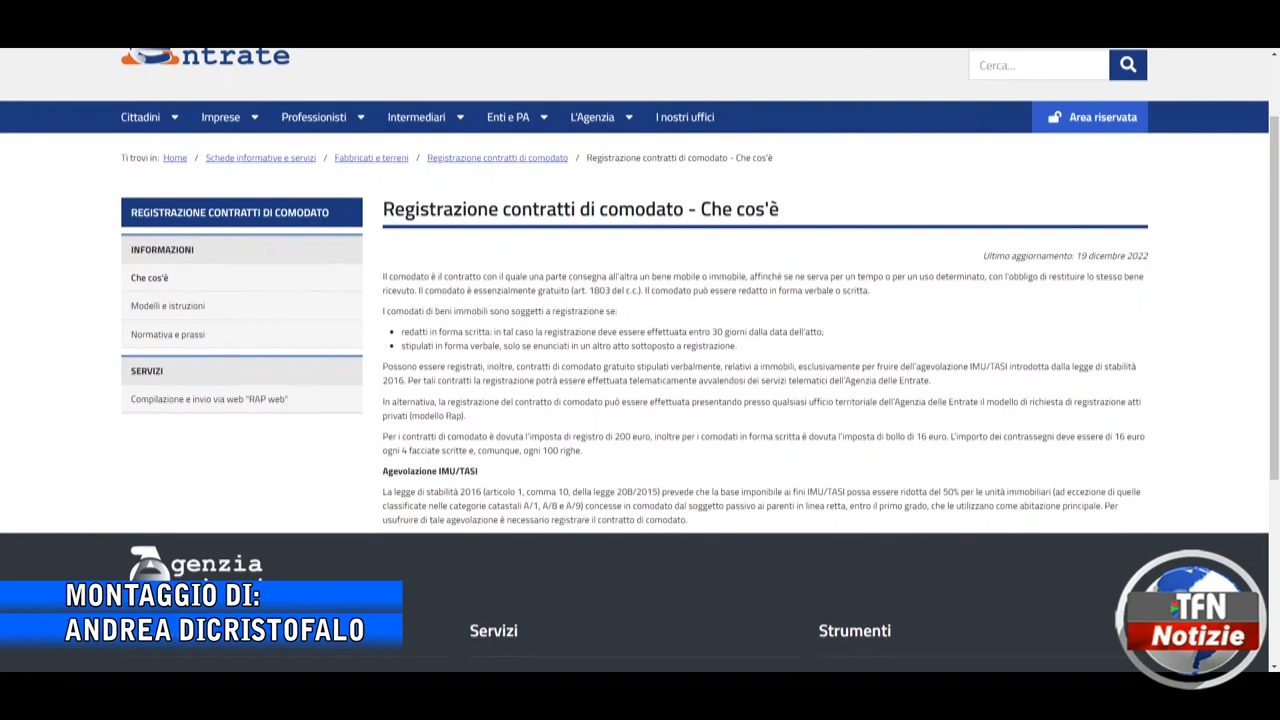 ntrate
Cerca...
Cittadini Imprese Professionisti Intermediari Enti e PA L'Agenzia I nostri uffici Area riservata
Ti trovi in: Home / Schede informative e servizi / Fabbricati e terreni / Registrazione contratti di comodato / Registrazione contratti di comodato - Che cos'è
REGISTRAZIONE CONTRATTI DI COMODATO
INFORMAZIONI
Che cos'è
Modelli e istruzioni
Normativa e prassi
SERVIZI
Compilazione e invio via web "RAP web"
Registrazione contratti di comodato - Che cos'è
Ultimo aggiornamento: 19 dicembre 2022
Il comodato è il contratto con il quale una parte consegna all'altra un bene mobile o immobile, affinché se ne serva per un tempo o per un uso determinato, con l'obbligo di restituire lo stesso bene
ricevuto. Il comodato è essenzialmente gratuito (art. 1803 del c.c.). Il comodato può essere redatto in forma verbale o scritta.
I comodati di beni immobili sono soggetti a registrazione se:
• redatti in forma scritta: in tal caso la registrazione deve essere effettuata entro 30 giorni dalla data dell'atto;
• stipulati in forma verbale, solo se enunciati in un altro atto sottoposto a registrazione.
Possono essere registrati, inoltre, contratti di comodato gratuito stipulati verbalmente, relativi a immobili, esclusivamente per fruire dell'agevolazione IMU/TASI introdotta dalla legge di stabilità
2016. Per tali contratti la registrazione potrà essere effettuata telematicamente avvalendosi dei servizi telematici dell'Agenzia delle Entrate.
In alternativa, la registrazione del contratto di comodato può essere effettuata presentando presso qualsiasi ufficio territoriale dell'Agenzia delle Entrate il modello di richiesta di registrazione atti
privati (modello Rap).
Per i contratti di comodato è dovuta l'imposta di registro di 200 euro, inoltre per i comodati in forma scritta è dovuta l'imposta di bollo di 16 euro. L'importo dei contrassegni deve essere di 16 euro
ogni 4 facciate scritte e, comunque, ogni 100 righe.
Agevolazione IMU/TASI
La legge di stabilità 2016 (articolo 1, comma 10, della legge 208/2015) prevede che la base imponibile ai fini IMU/TASI possa essere ridotta del 50% per le unità immobiliari (ad eccezione di quelle
classificate nelle categorie catastali A/1, A/8 e A/9) concesse in comodato dal soggetto passivo ai parenti in linea retta, entro il primo grado, che le utilizzano come abitazione principale. Per
usufruire di tale agevolazione è necessario registrare il contratto di comodato.
genzia
MONTAGGIO DI:
ANDREA DICRISTOFALO
Servizi
Strumenti
TFN
Notizie